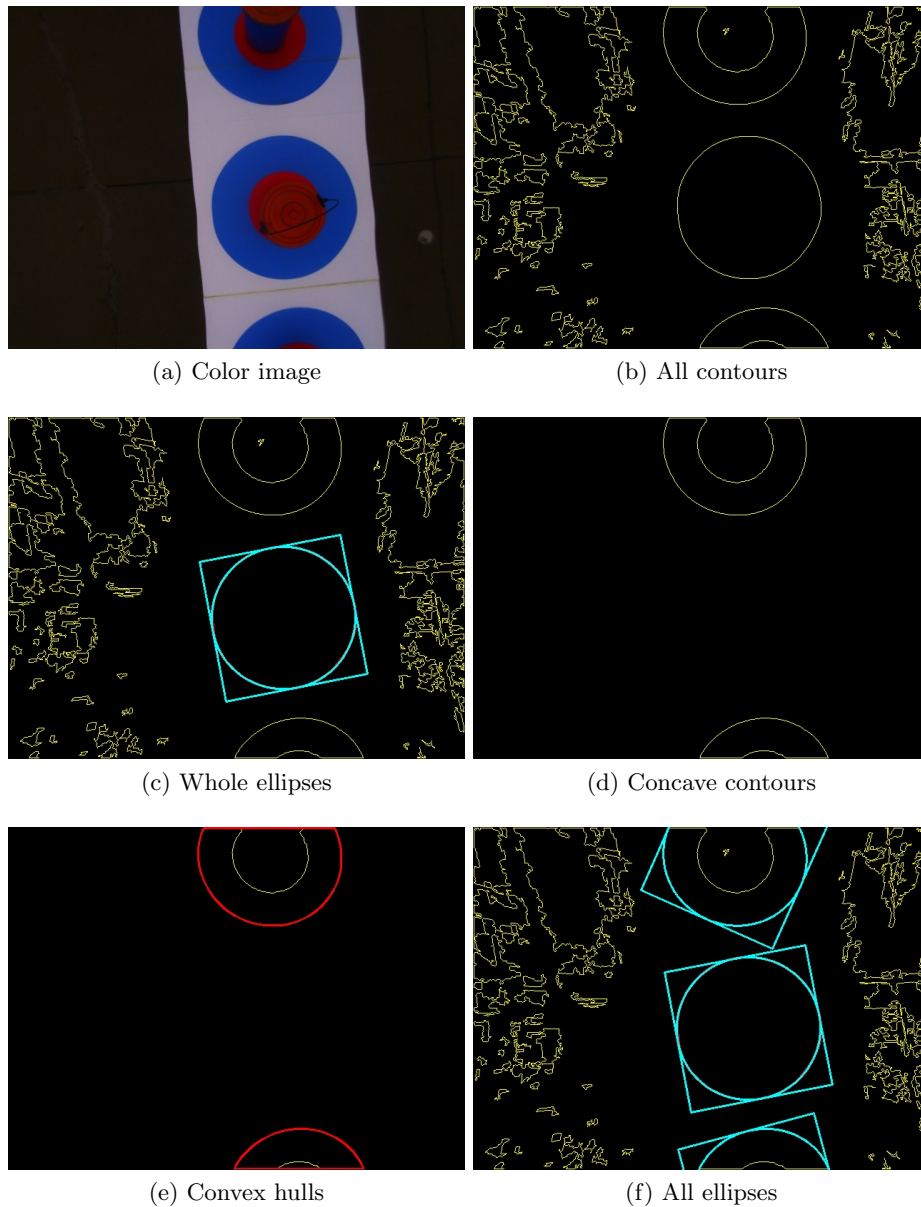 (a) Color image
(b) All contours
(c) Whole ellipses
(d) Concave contours
(e) Convex hulls
(f) All ellipses